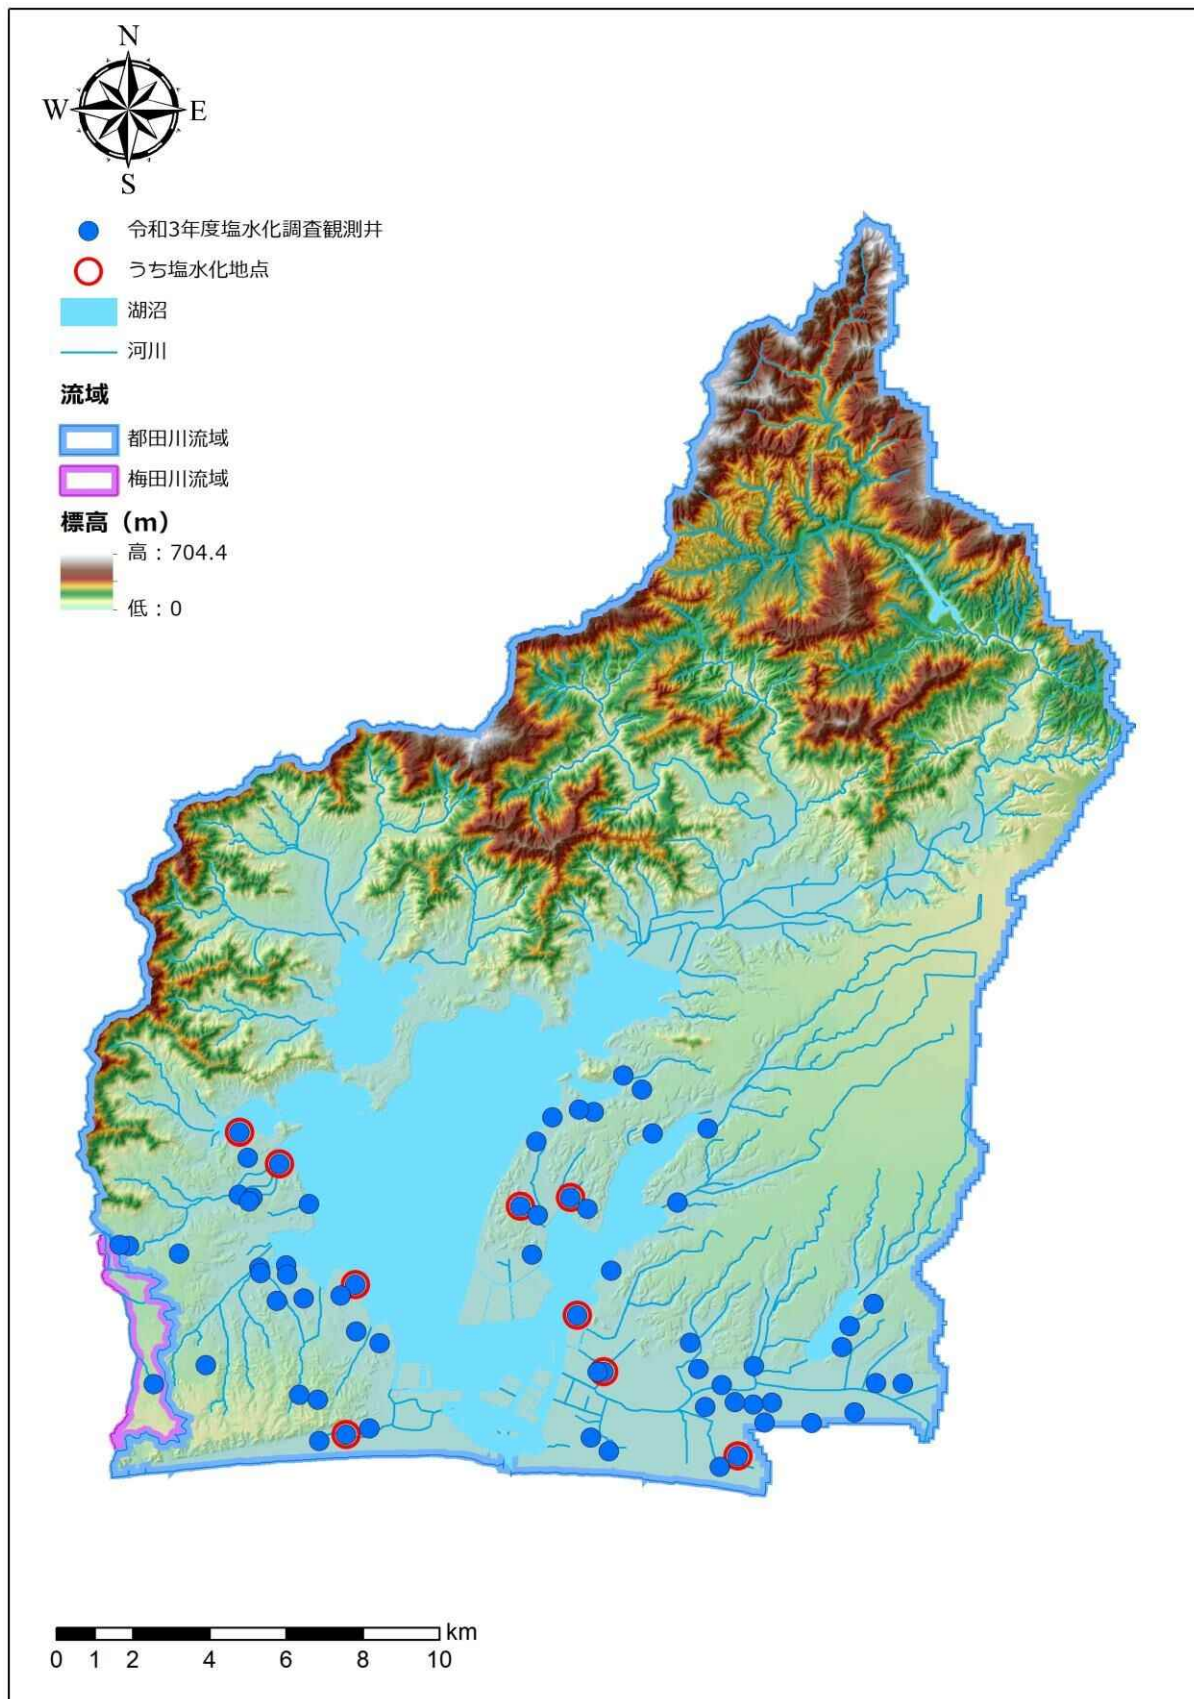 N
W
E
S
令和3年度塩水化調査観測井
うち塩水化地点
湖沼
河川
流域
都田川流域
梅田川流域
標高（m）
高：704.4
低：0
km
0 1 2 4 6 8 10